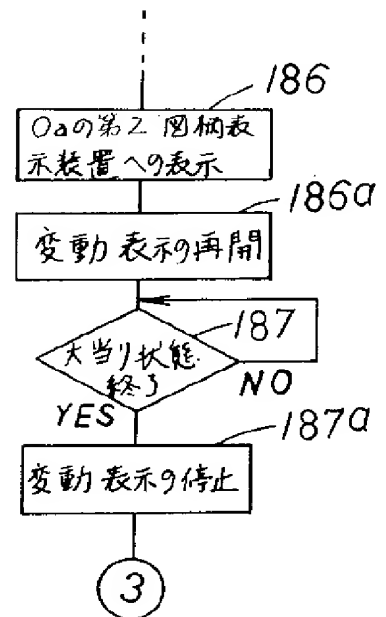 186
Oaの第2図柄表
示装置への表示
186a
変動表示の再開
187
大当り状態
終了
NO
YES
187a
変動表示の停止
3